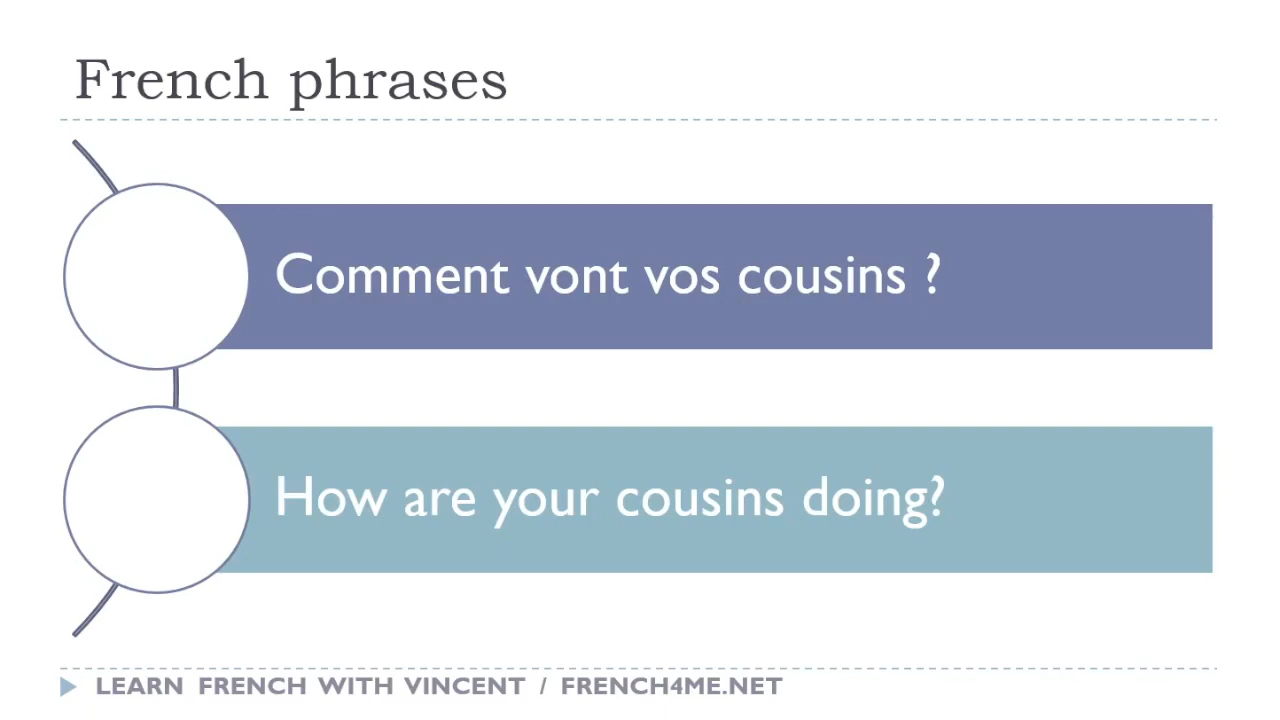 French phrases
Comment vont vos cousins ?
How are your cousins doing?
LEARN FRENCH WITH VINCENT / FRENCH4ME.NET